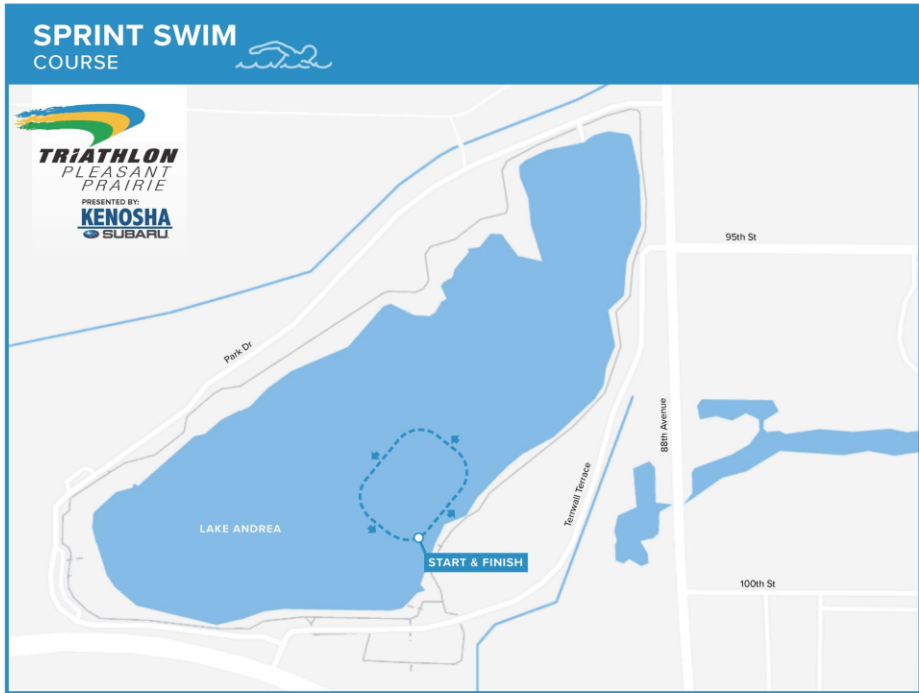 SPRINT SWIM
COURSE
TRiATHLON
PLEASANT
PRAIRIE
PRESENTED BY:
KENOSHA
SUBARU
95th St
Park Dr
88th Avenue
Terrwall Terrace
LAKE ANDREA
START & FINISH
100th St